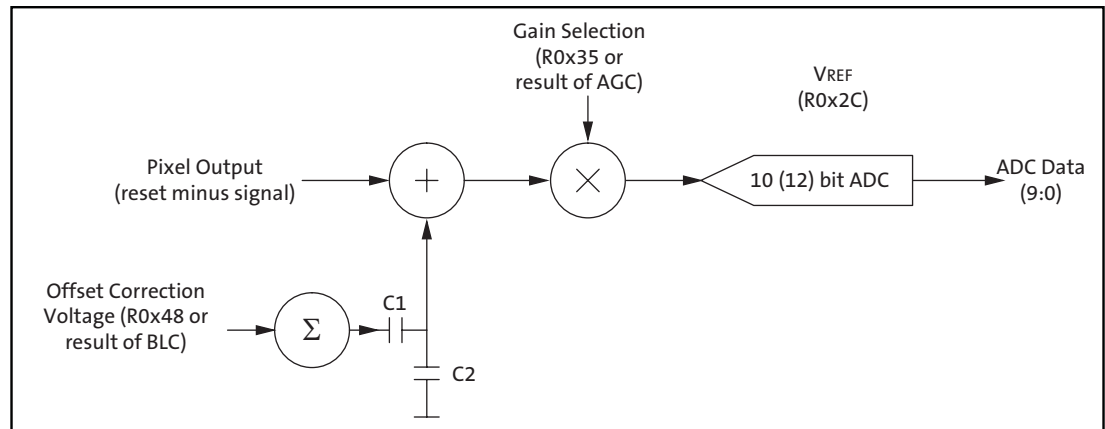 Gain Selection
(R0x35 or
result of AGC)
VREF
(R0x2C)
Pixel Output
(reset minus signal)
+
×
10 (12) bit ADC
ADC Data
(9:0)
Offset Correction
Voltage (R0x48 or
result of BLC)
Σ
C1
C2